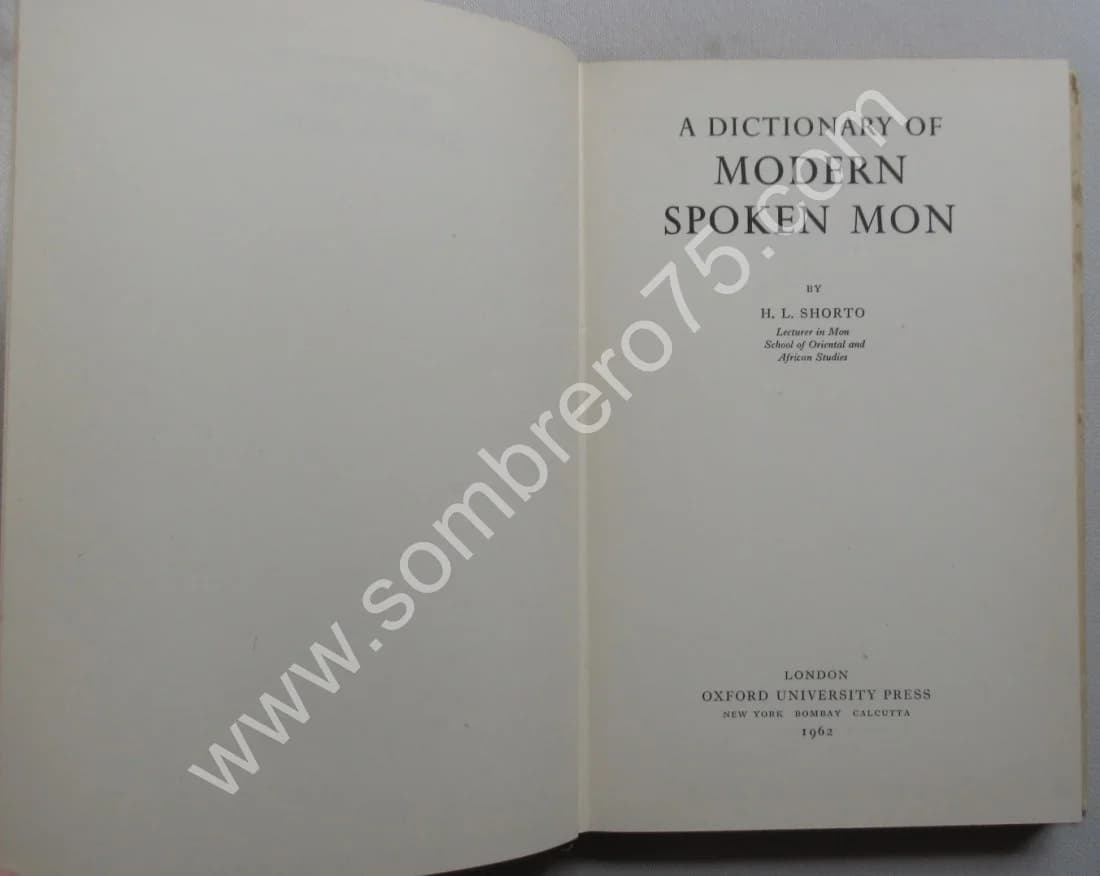 A DICTIONARY OF
MODERN
SPOKEN MON
BY
H. L. SHORTO
Lecturer in Mon
School of Oriental and
African Studies
LONDON
OXFORD UNIVERSITY PRESS
NEW YORK BOMBAY CALCUTTA
1962
www.sombrero75.com